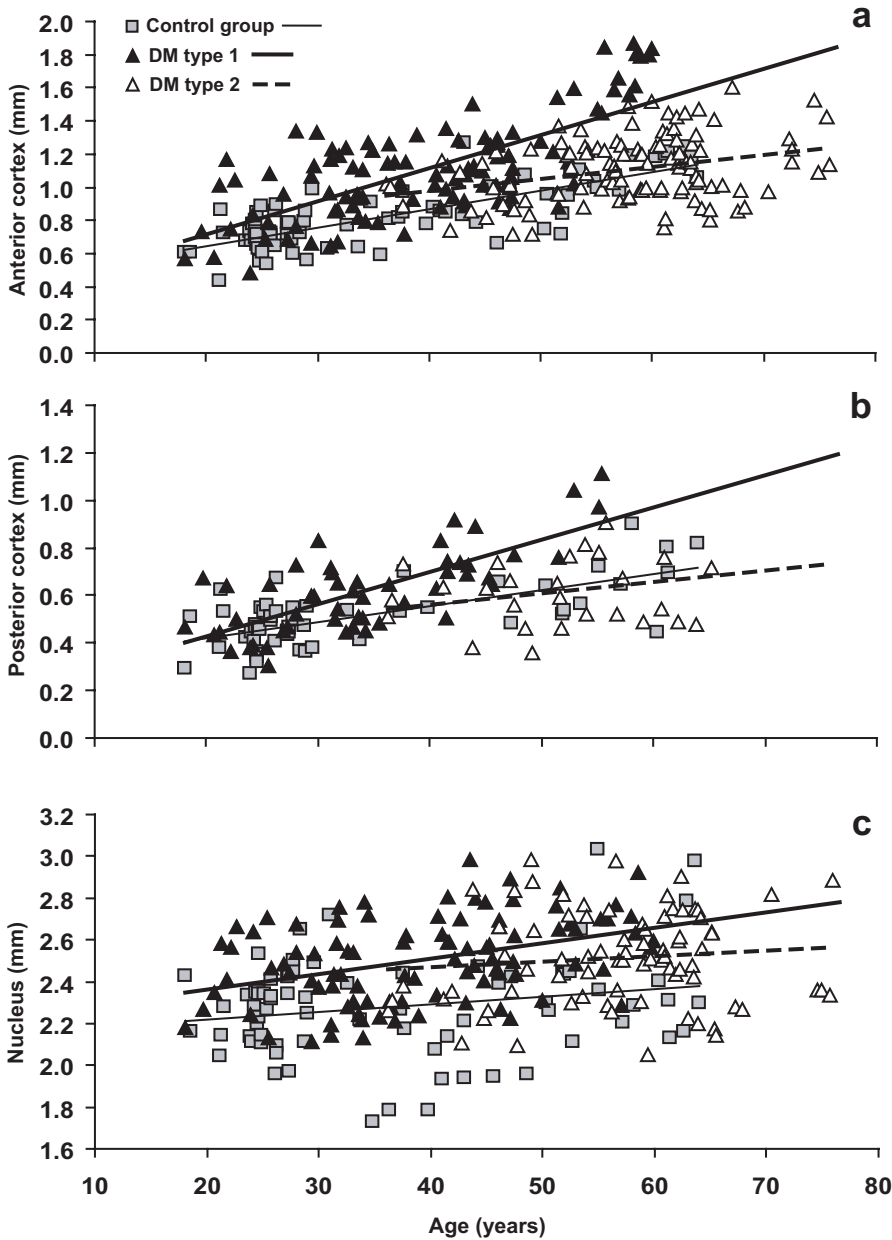 a
Control group
DM type 1
DM type 2
Anterior cortex (mm)
2.0
1.8
1.6
1.4
1.2
1.0
0.8
0.6
0.4
0.2
0.0
b
Posterior cortex (mm)
1.4
1.2
1.0
0.8
0.6
0.4
0.2
0.0
c
Nucleus (mm)
3.2
3.0
2.8
2.6
2.4
2.2
2.0
1.8
1.6
10 20 30 40 50 60 70 80
Age (years)